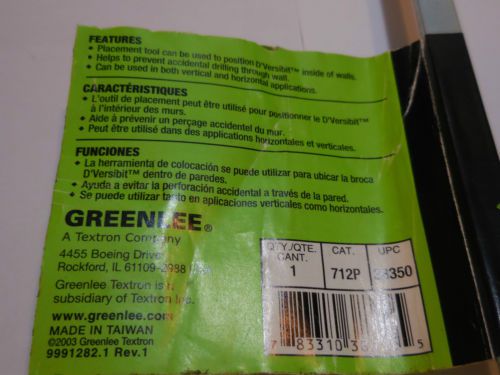 FEATURES
• Placement tool can be used to position D'Versibit™ inside of walls.
• Helps to prevent accidental drilling through wall.
• Can be used in both vertical and horizontal applications.
CARACTÉRISTIQUES
• L'outil de placement peut être utilisé pour positionner le D'Versibit™
à l'intérieur des murs.
• Aide à prévenir un perçage accidental du mur.
• Peut être utilisé dans des applications horizontales et verticales.
FUNCIONES
• La herramienta de colocación se puede utilizar para ubicar la broca
D'Versibit™ dentro de paredes.
• Ayuda a evitar la perforación accidental a través de la pared.
• Se puede utilizar tanto en aplicaciones verticales como horizontales.
GREENLEE®
A Textron Company
4455 Boeing Drive
Rockford, IL 61109-2988
Greenlee Textron is a
subsidiary of Textron Inc.
www.greenlee.com
MADE IN TAIWAN
©2003 Greenlee Textron
9991282.1 Rev.1
QTY./QTE. CAT. UPC
CANT.
1 712P 38350
7 83310 5